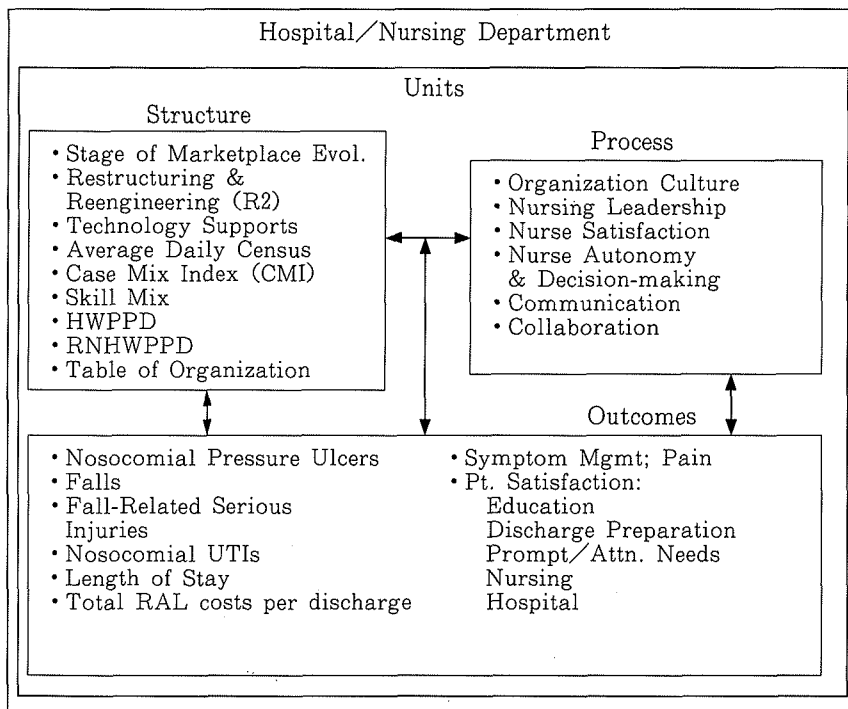 Hospital/Nursing Department
Units
Structure
• Stage of Marketplace Evol.
• Restructuring &
Reengineering (R2)
• Technology Supports
• Average Daily Census
• Case Mix Index (CMI)
• Skill Mix
• HWPPD
• RNHWPPD
• Table of Organization
Process
• Organization Culture
• Nursing Leadership
• Nurse Satisfaction
• Nurse Autonomy
& Decision-making
• Communication
• Collaboration
Outcomes
• Nosocomial Pressure Ulcers
• Falls
• Fall-Related Serious
Injuries
• Nosocomial UTIs
• Length of Stay
• Total RAL costs per discharge
• Symptom Mgmt; Pain
• Pt. Satisfaction:
Education
Discharge Preparation
Prompt/Attn. Needs
Nursing
Hospital